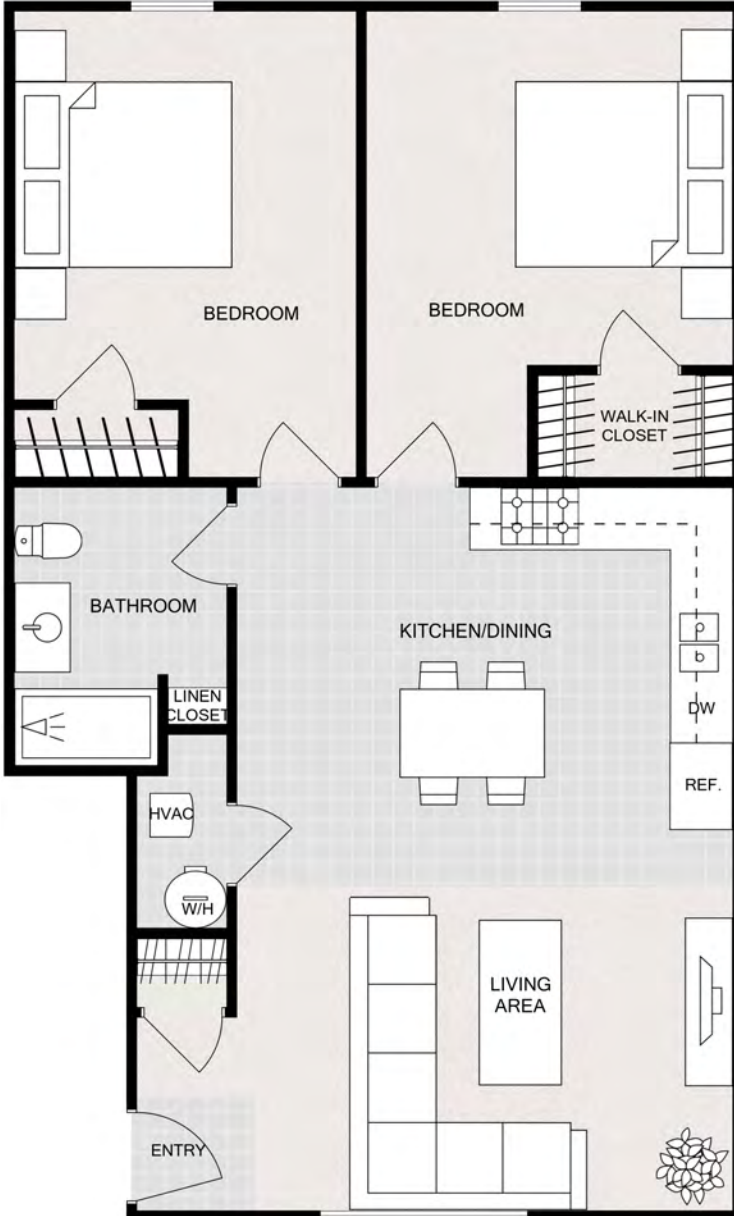 BEDROOM
BEDROOM
WALK-IN
CLOSET
BATHROOM
KITCHEN/DINING
LINEN
CLOSET
DW
REF.
HVAC
W/H
LIVING
AREA
ENTRY